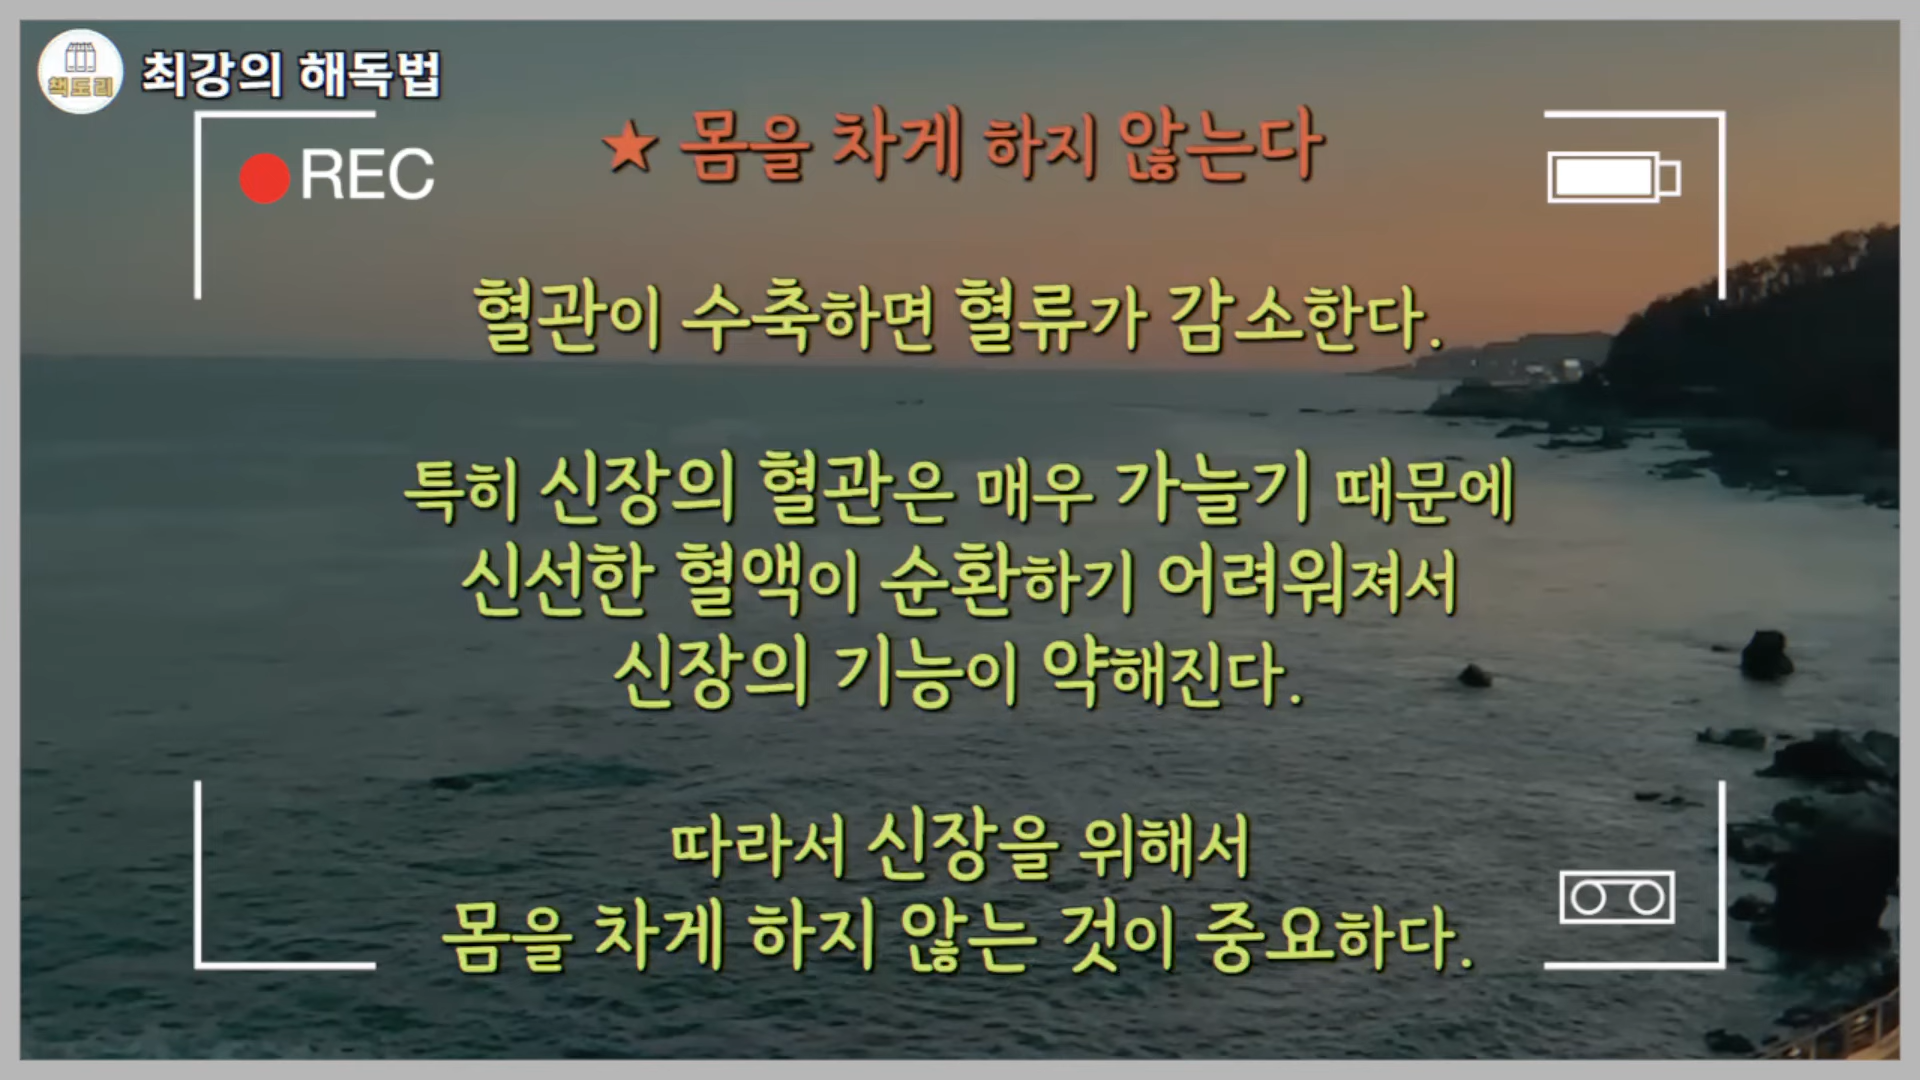 책도리
최강의 해독법
REC
★ 몸을 차게 하지 않는다
혈관이 수축하면 혈류가 감소한다.
특히 신장의 혈관은 매우 가늘기 때문에
신선한 혈액이 순환하기 어려워져서
신장의 기능이 약해진다.
따라서 신장을 위해서
몸을 차게 하지 않는 것이 중요하다.